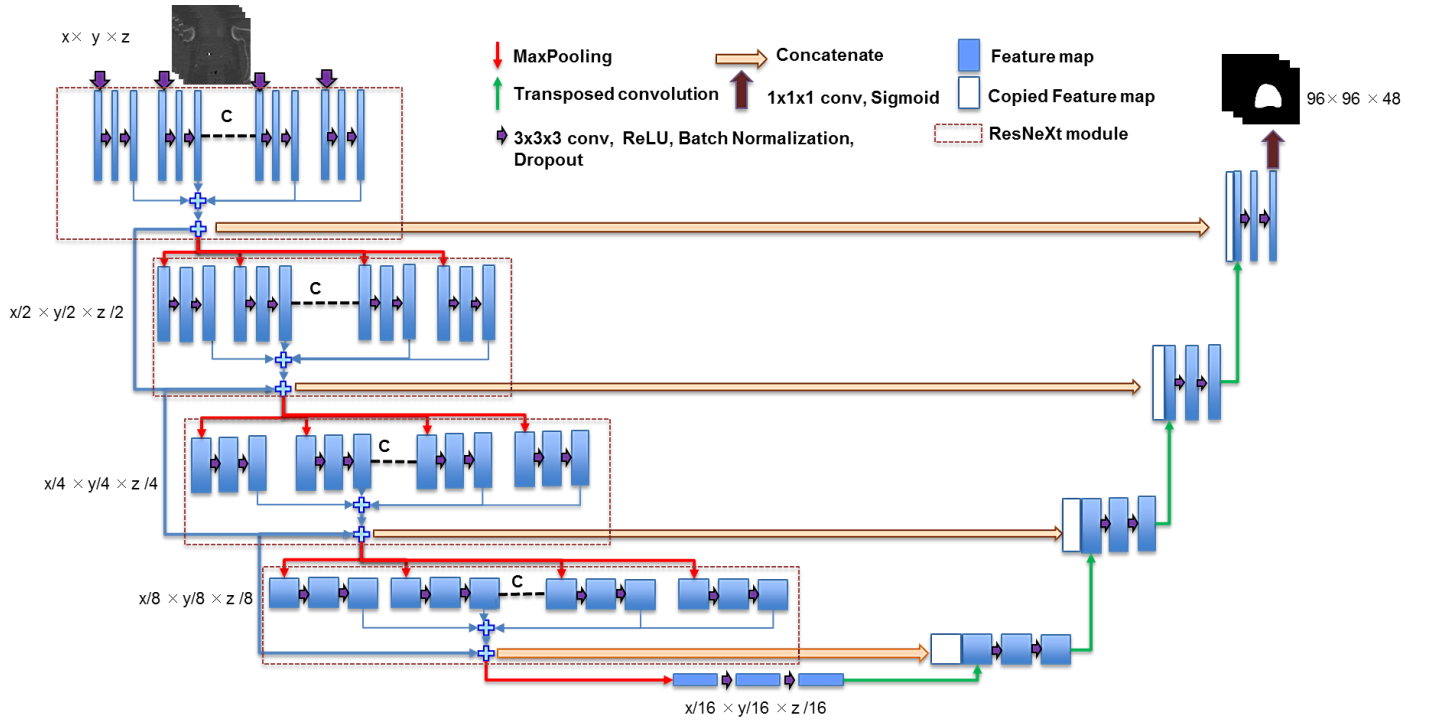 x× y × z
MaxPooling
Concatenate
Feature map
Transposed convolution
1x1x1 conv, Sigmoid
Copied Feature map
96× 96 × 48
C
3x3x3 conv, ReLU, Batch Normalization,
Dropout
ResNeXt module
C
x/2 × y/2 × z /2
C
x/4 × y/4 × z /4
C
x/8 × y/8 × z /8
x/16 × y/16 × z /16